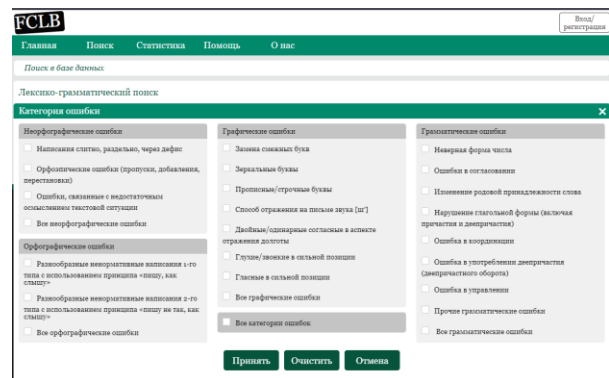 FCLB
Вход/
регистрация
Главная Поиск Статистика Помощь О нас
Поиск в базе данных
Лексико-грамматический поиск
Категория ошибки
Неорфографические ошибки
Написания слитно, раздельно, через дефис
Орфоэпические ошибки (пропуски, добавления,
перестановки)
Ошибки, связанные с недостаточным
осмыслением текстовой ситуации
Все неорфографические ошибки
Орфографические ошибки
Разнообразные ненормативные написания 1-го
типа с использованием принципа «пишу, как
слышу»
Разнообразные ненормативные написания 2-го
типа с использованием принципа «пишу не так, как
слышу»
Все орфографические ошибки
Графические ошибки
Замена смежных букв
Зеркальные буквы
Прописные/строчные буквы
Способ отражения на письме звука [ш']
Двойные/одинарные согласные в аспекте
отражения долготы
Глухие/звонкие в сильной позиции
Гласные в сильной позиции
Все графические ошибки
Все категории ошибок
Грамматические ошибки
Неверная форма числа
Ошибки в согласовании
Изменение родовой принадлежности слова
Нарушение глагольной формы (включая
причастия и деепричастия)
Ошибка в координации
Ошибка в употреблении деепричастия
(деепричастного оборота)
Ошибка в управлении
Прочие грамматические ошибки
Все грамматические ошибки
Принять Очистить Отмена